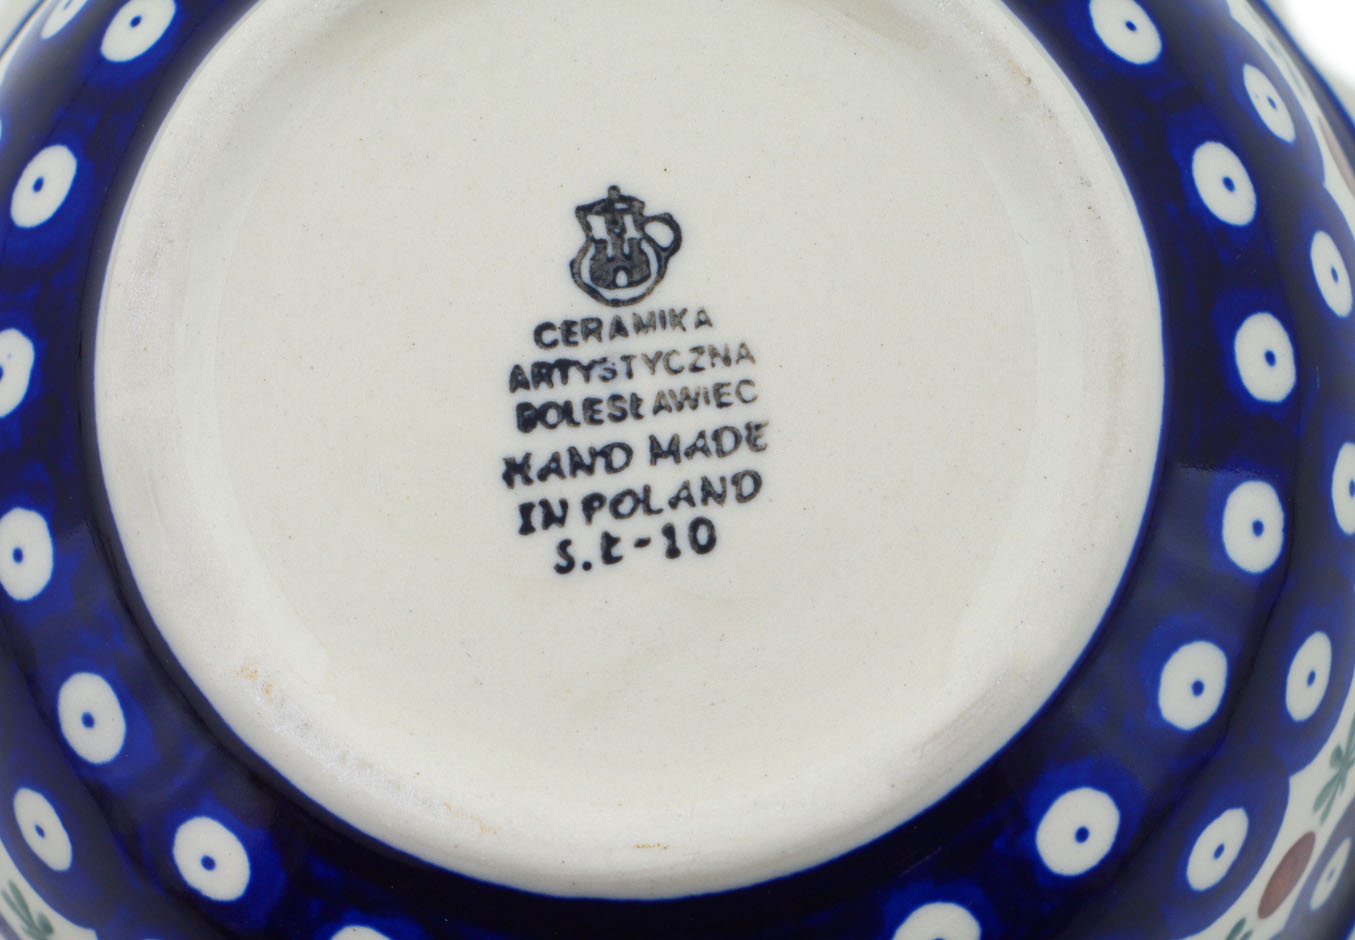 CERAMIKA
ARTYSTYCZNA
BOLESŁAWIEC
HAND MADE
IN POLAND
S.Ł-10